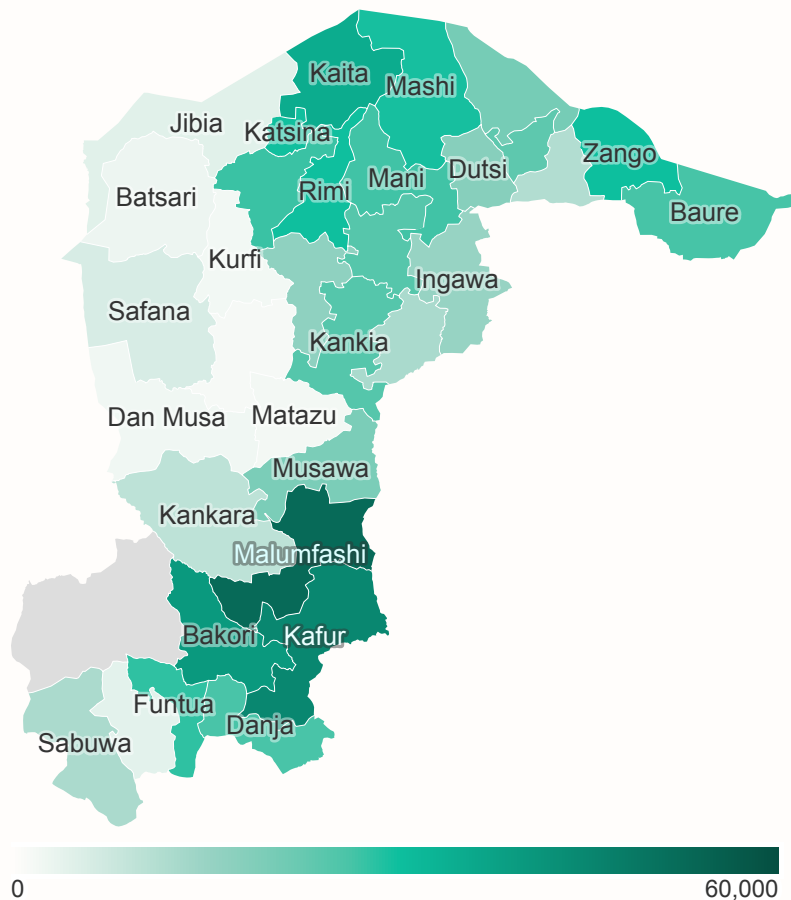 Kaita
Mashi
Jibia
Katsina
Zango
Dutsi
Mani
Rimi
Batsari
Baure
Kurfi
Ingawa
Safana
Kankia
Matazu
Dan Musa
Musawa
Kankara
Malumfashi
Bakori
Kafur
Funtua
Danja
Sabuwa
0
60,000